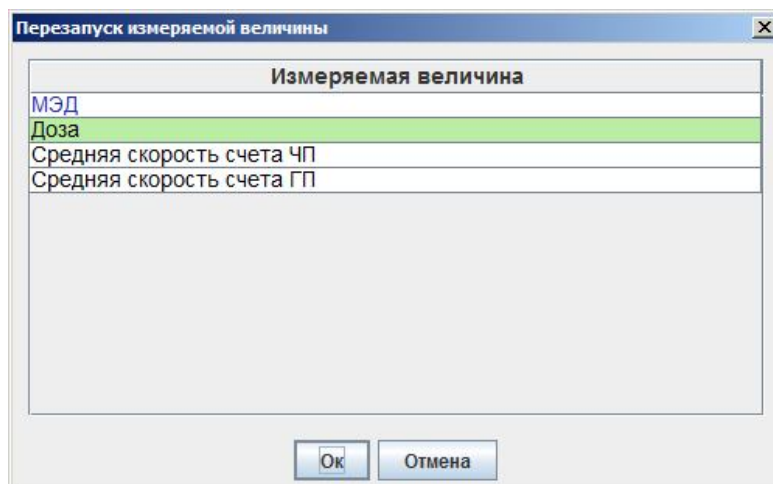 Перезапуск измеряемой величины
Измеряемая величина
МЭД
Доза
Средняя скорость счета ЧП
Средняя скорость счета ГП
Ок
Отмена